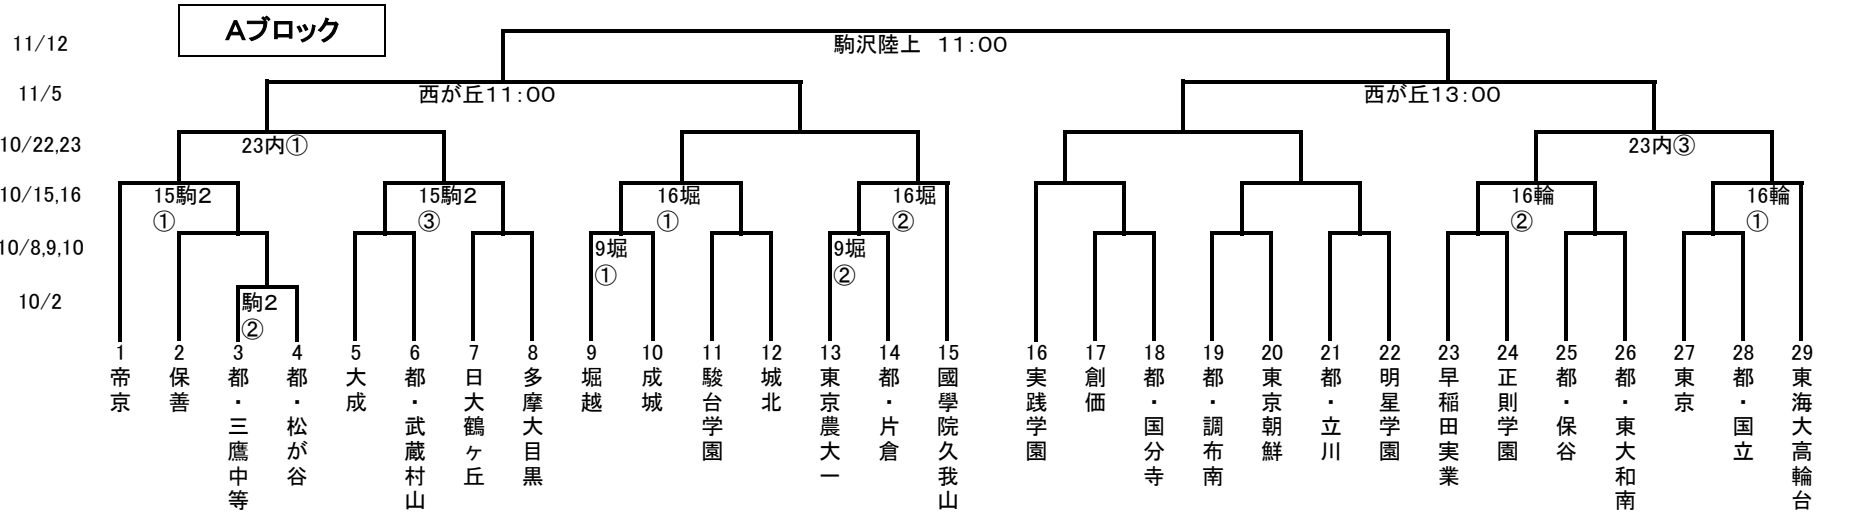 Aブロック
11/12
駒沢陸上 11:00
11/5
西が丘11:00
西が丘13:00
10/22,23
23内①
23内③
10/15,16
15駒2
①
15駒2
③
16堀
①
16堀
②
16輪
②
16輪
①
10/8,9,10
9堀
①
9堀
②
10/2
駒2
②
1
帝京
2
保善
3
都・三鷹中等
4
都・松が谷
5
大成
6
都・武蔵村山
7
日大鶴ヶ丘
8
多摩大目黒
9
堀越
10
成城
11
駿台学園
12
城北
13
東京農大一
14
都・片倉
15
國學院久我山
16
実践学園
17
創価
18
都・国分寺
19
都・調布南
20
東京朝鮮
21
都・立川
22
明星学園
23
早稲田実業
24
正則学園
25
都・保谷
26
都・東大和南
27
東京
28
都・国立
29
東海大高輪台